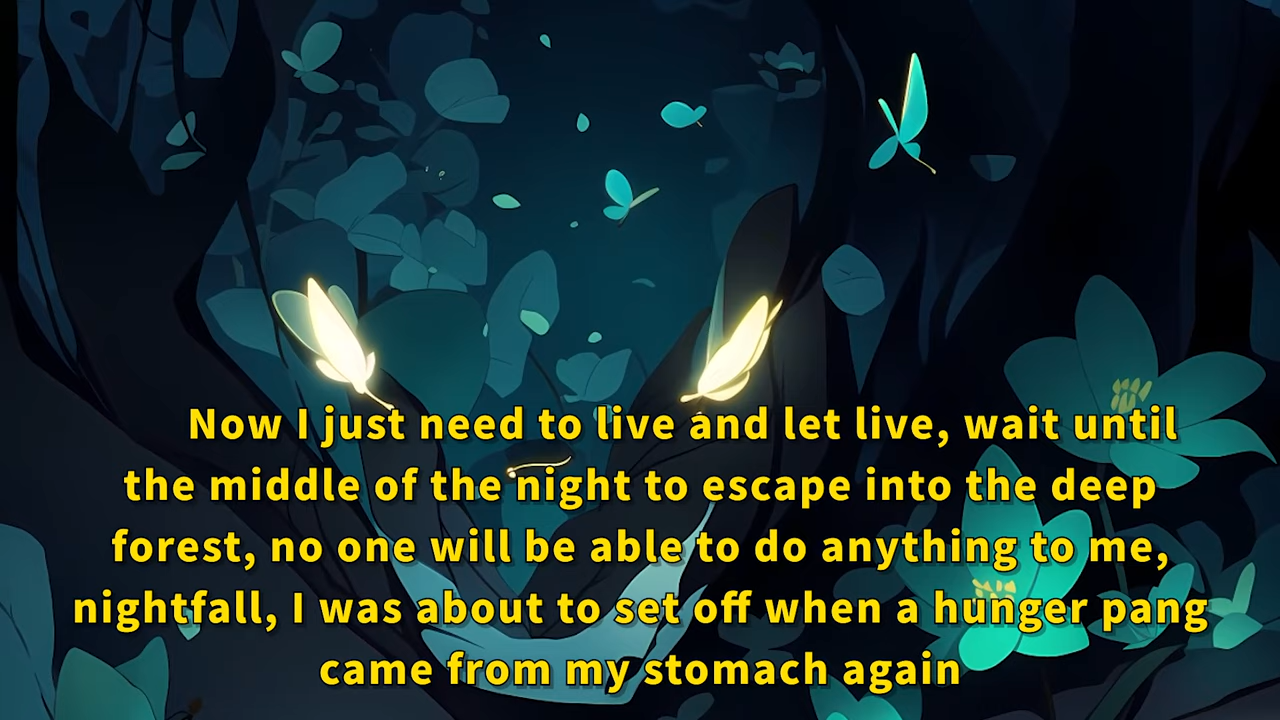 Now I just need to live and let live, wait until
the middle of the night to escape into the deep
forest, no one will be able to do anything to me,
nightfall, I was about to set off when a hunger pang
came from my stomach again